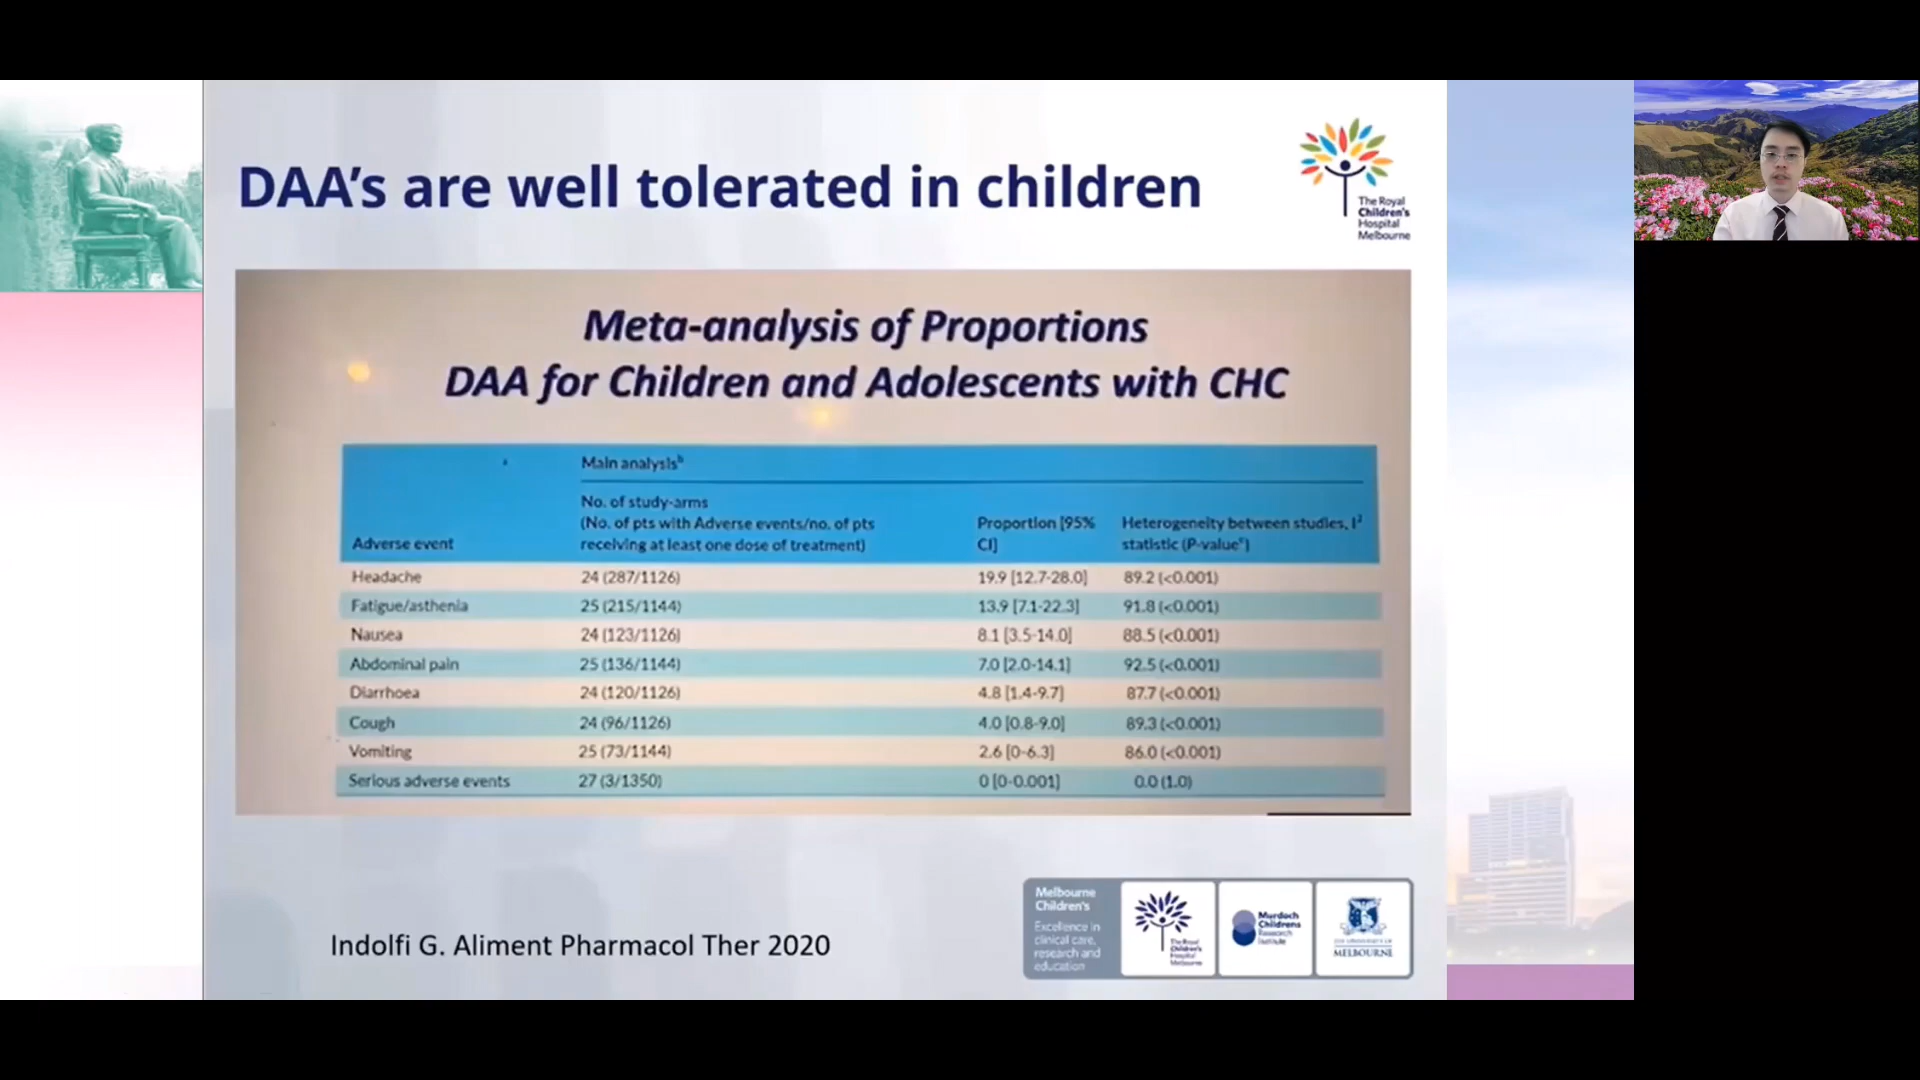 DAA's are well tolerated in children
The Royal
Children's
Hospital
Melbourne
Meta-analysis of Proportions
DAA for Children and Adolescents with CHC
Main analysisᵇ
No. of study-arms
(No. of pts with Adverse events/no. of pts
receiving at least one dose of treatment)
Proportion [95%
CI]
Heterogeneity between studies, I²
statistic (P-valueᶜ)
Adverse event
Headache 24 (287/1126) 19.9 [12.7-28.0] 89.2 (<0.001)
Fatigue/asthenia 25 (215/1144) 13.9 [7.1-22.3] 91.8 (<0.001)
Nausea 24 (123/1126) 8.1 [3.5-14.0] 88.5 (<0.001)
Abdominal pain 25 (136/1144) 7.0 [2.0-14.1] 92.5 (<0.001)
Diarrhoea 24 (120/1126) 4.8 [1.4-9.7] 87.7 (<0.001)
Cough 24 (96/1126) 4.0 [0.8-9.0] 89.3 (<0.001)
Vomiting 25 (73/1144) 2.6 [0-6.3] 86.0 (<0.001)
Serious adverse events 27 (3/1350) 0 [0-0.001] 0.0 (1.0)
Indolfi G. Aliment Pharmacol Ther 2020
Melbourne
Children's
Excellence in
clinical care,
research and
education
The Royal
Children's
Hospital
Melbourne
Murdoch
Childrens
Research
Institute
THE UNIVERSITY OF
MELBOURNE